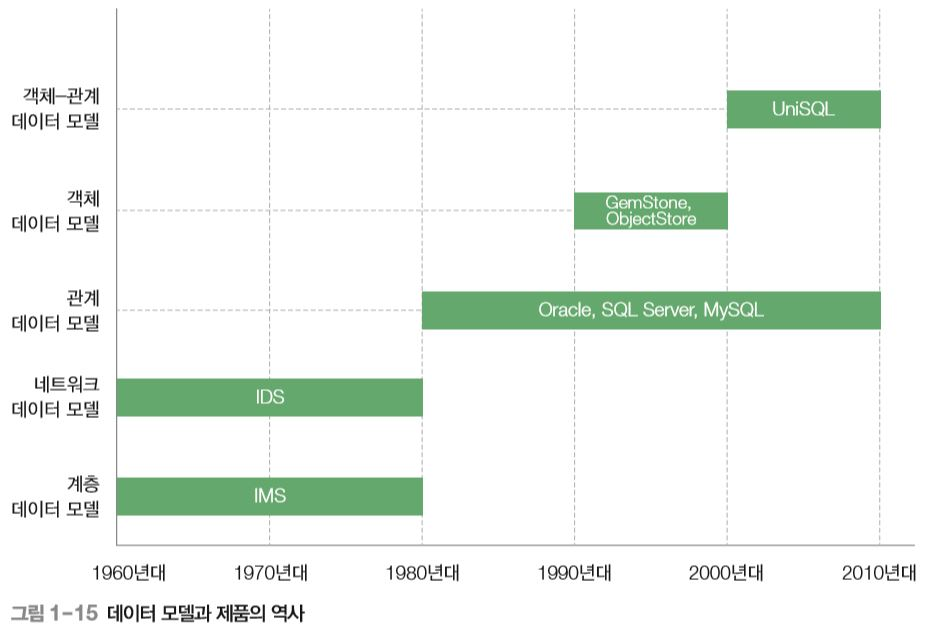 객체-관계
데이터 모델
UniSQL
객체
데이터 모델
GemStone,
ObjectStore
관계
데이터 모델
Oracle, SQL Server, MySQL
네트워크
데이터 모델
IDS
계층
데이터 모델
IMS
1960년대 1970년대 1980년대 1990년대 2000년대 2010년대
그림 1-15 데이터 모델과 제품의 역사